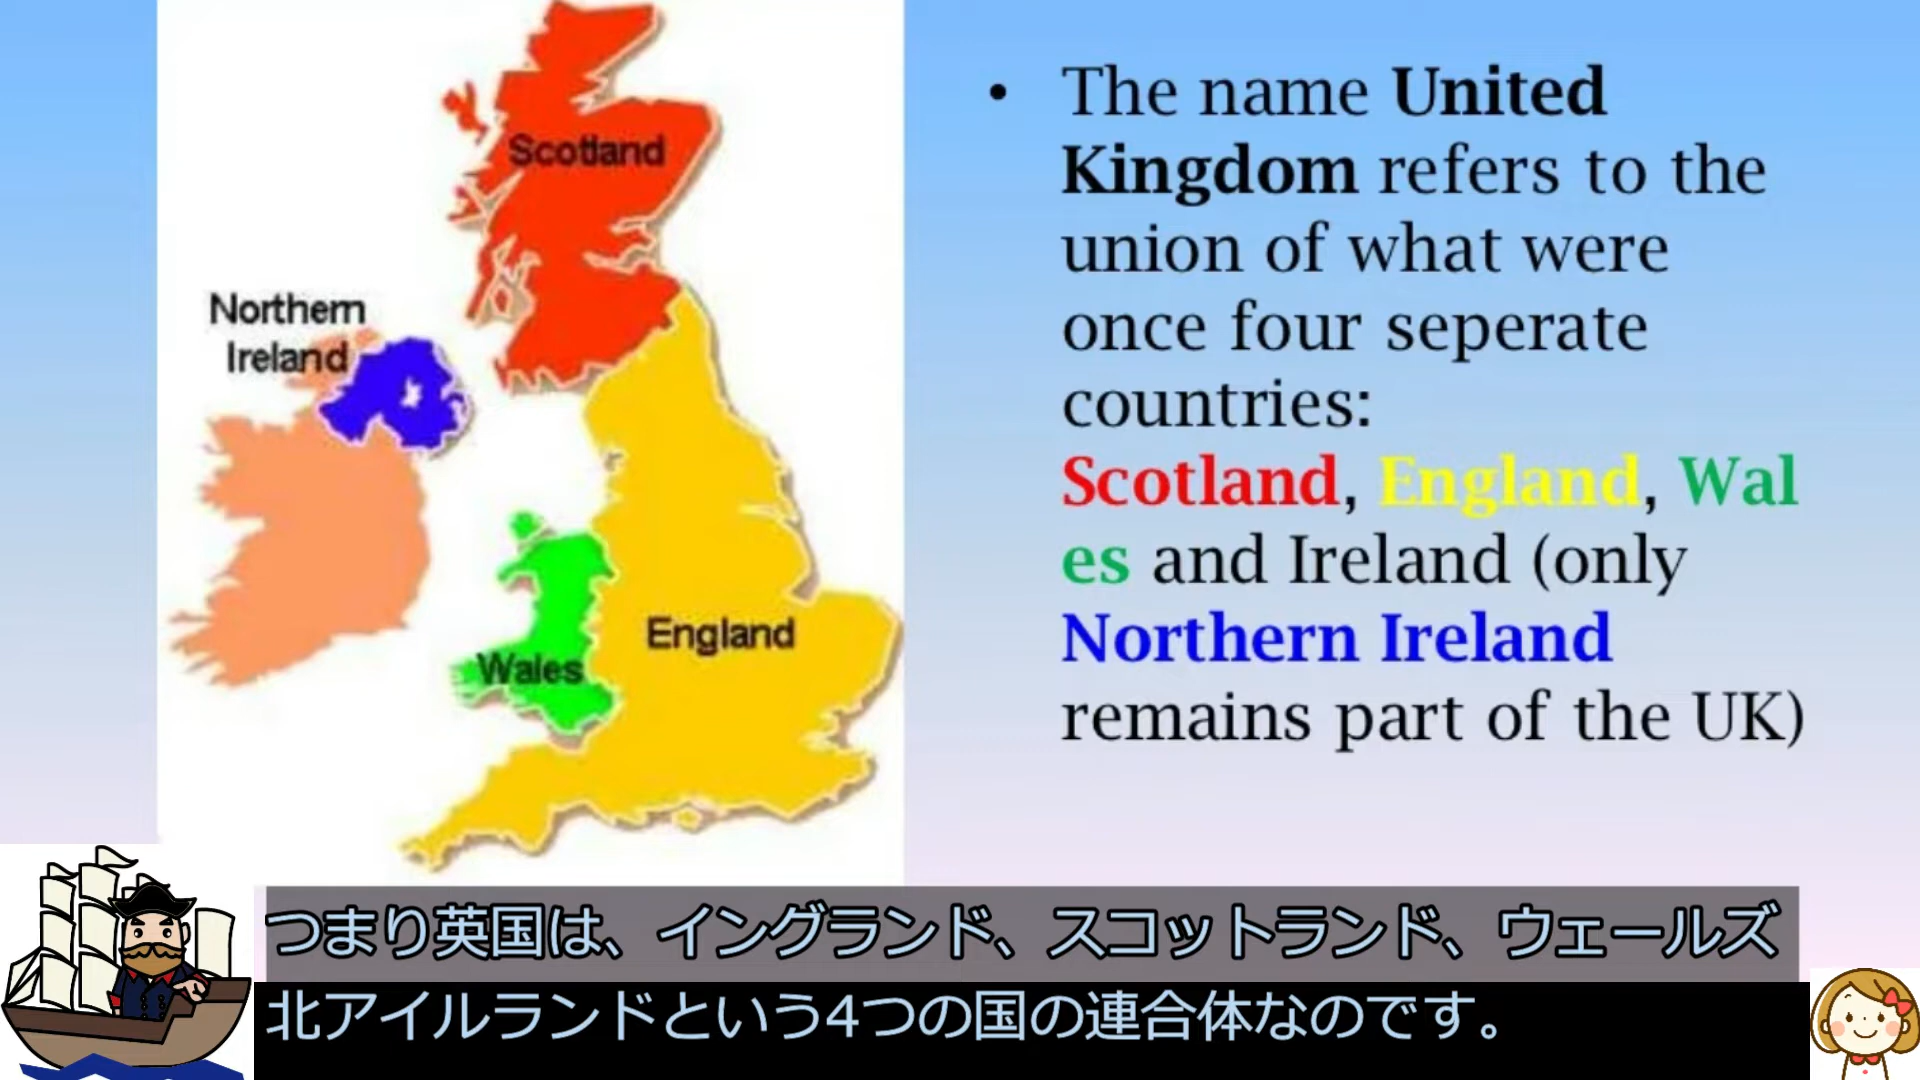 Scotland
Northern
Ireland
Wales
England
• The name United
Kingdom refers to the
union of what were
once four seperate
countries:
Scotland, England, Wal
es and Ireland (only
Northern Ireland
remains part of the UK)
つまり英国は、イングランド、スコットランド、ウェールズ
北アイルランドという4つの国の連合体なのです。